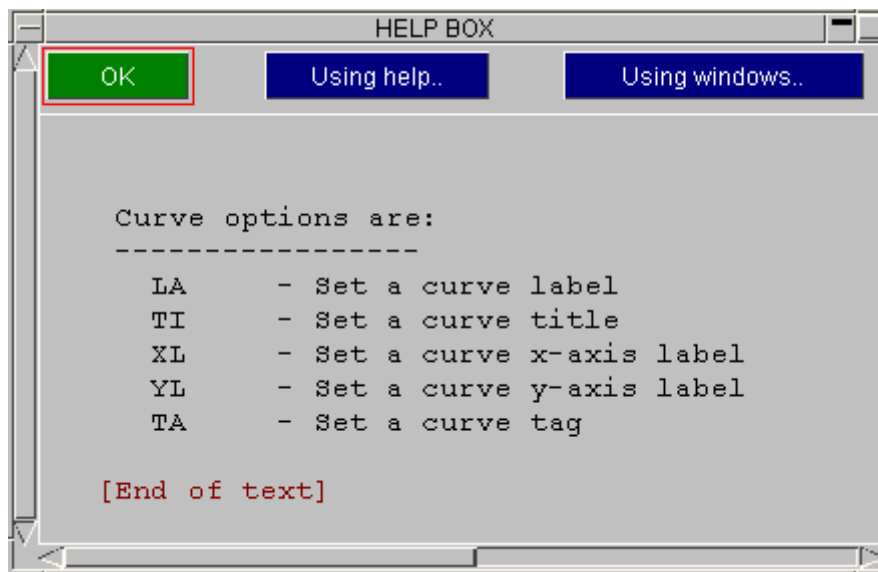 HELP BOX
OK Using help.. Using windows..
Curve options are:
-----------------
LA - Set a curve label
TI - Set a curve title
XL - Set a curve x-axis label
YL - Set a curve y-axis label
TA - Set a curve tag
[End of text]